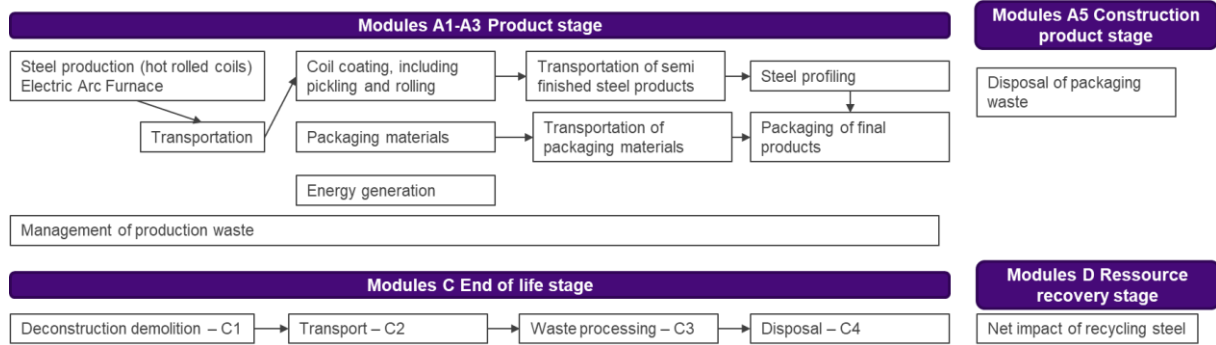 Modules A1-A3 Product stage
Modules A5 Construction
product stage
Steel production (hot rolled coils)
Electric Arc Furnace
Coil coating, including
pickling and rolling
Transportation of semi
finished steel products
Steel profiling
Disposal of packaging
waste
Transportation
Packaging materials
Transportation of
packaging materials
Packaging of final
products
Energy generation
Management of production waste
Modules C End of life stage
Modules D Ressource
recovery stage
Deconstruction demolition – C1
Transport – C2
Waste processing – C3
Disposal – C4
Net impact of recycling steel